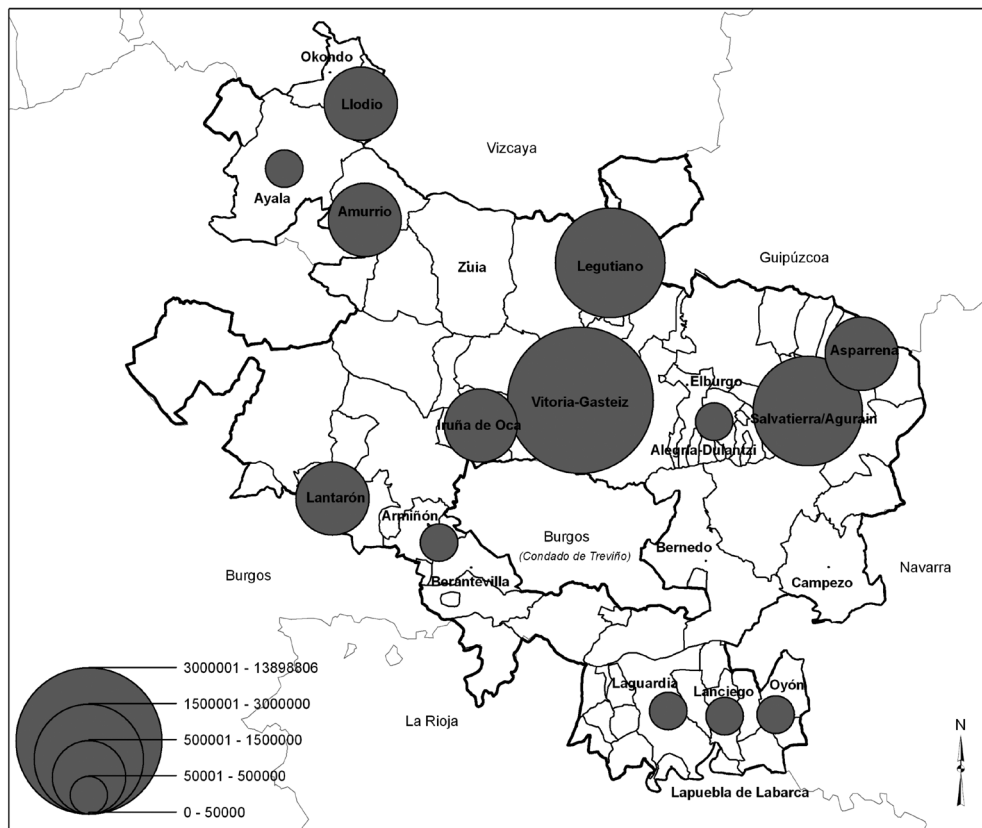 Okondo
Llodio
Vizcaya
Ayala
Amurrio
Zuia
Legutiano
Guipúzcoa
Asparrena
Elburgo
Vitoria-Gasteiz
Salvatierra/Agurain
Iruña de Oca
Alegría-Dulantzi
Lantarón
Armiñón
Burgos
(Condado de Treviño)
Bernedo
Burgos
Berantevilla
Campezo
Navarra
3000001 - 13898806
1500001 - 3000000
500001 - 1500000
50001 - 500000
0 - 50000
La Rioja
Laguardiz
Lanciego
Oyón
Lapuebla de Labarca
N